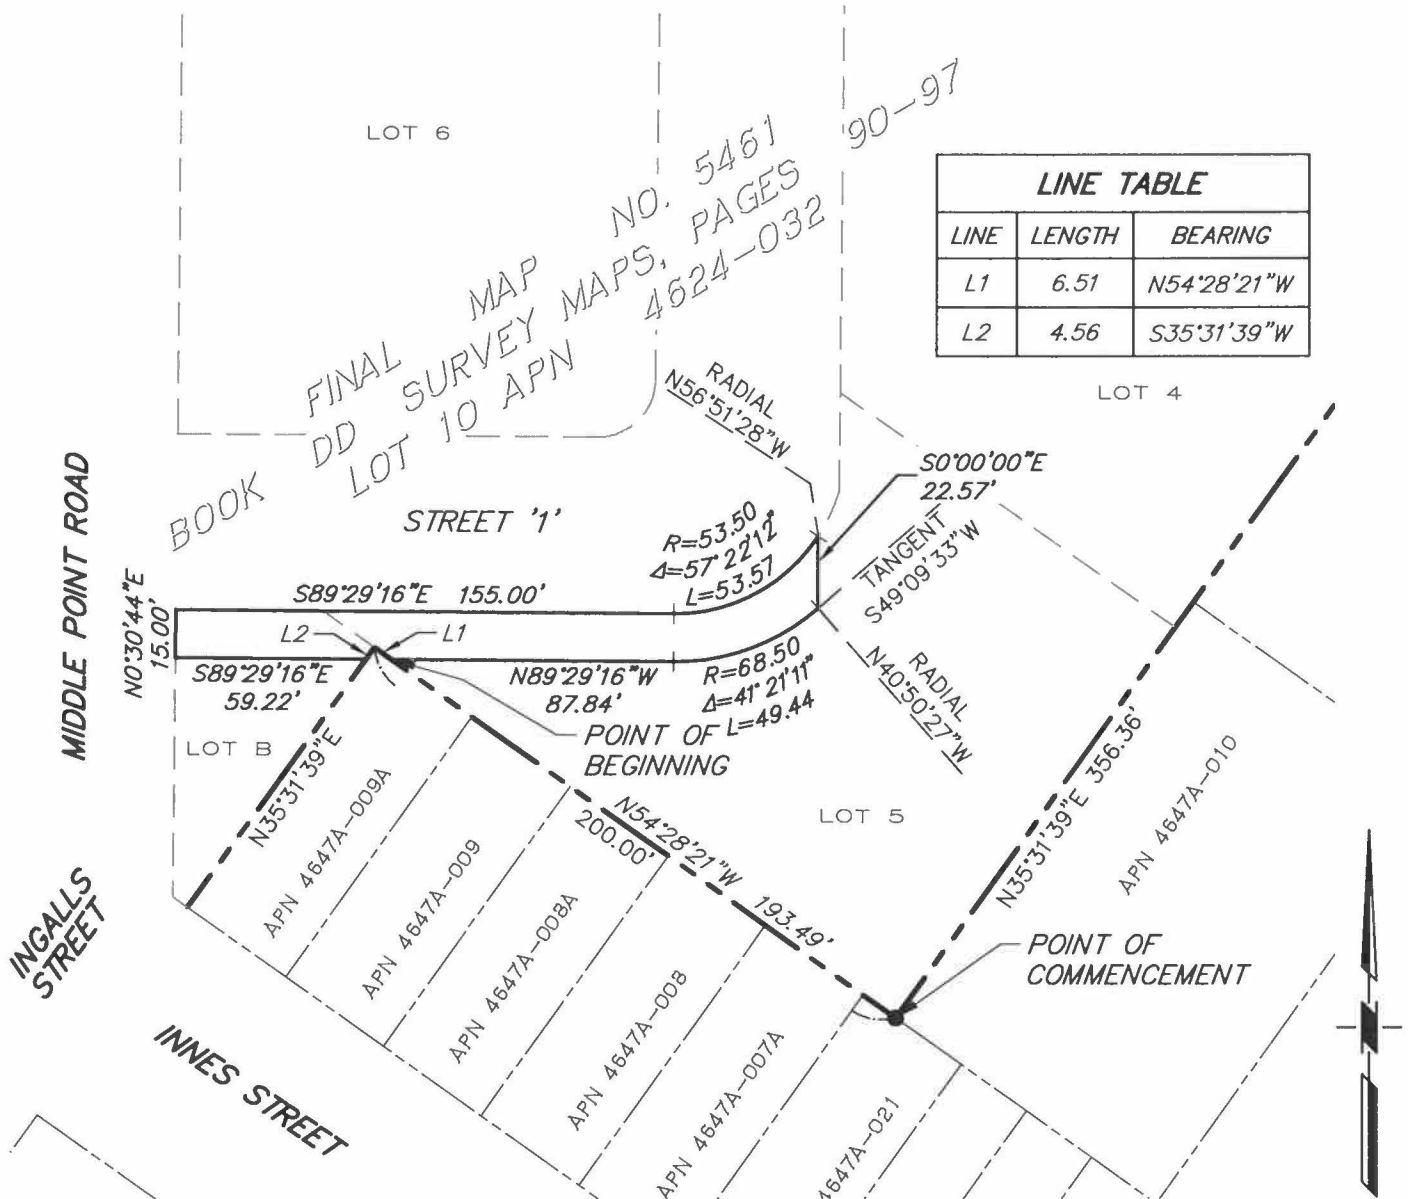 LOT 6
FINAL MAP NO. 5461
BOOK DD SURVEY MAPS, PAGES 90-97
LOT 10 APN 4624-032
LINE TABLE
LINE LENGTH BEARING
L1 6.51 N54°28'21"W
L2 4.56 S35°31'39"W
LOT 4
RADIAL
N56°51'28"W
S0°00'00"E
22.57'
TANGENT
S49°09'33"W
STREET '1'
R=53.50
Δ=57°22'12"
L=53.57
MIDDLE POINT ROAD
N0°30'44"E
15.00'
S89°29'16"E 155.00'
L2
L1
S89°29'16"E
59.22'
N89°29'16"W
87.84'
R=68.50
Δ=41°21'11"
L=49.44
RADIAL
N40°50'27"W
POINT OF
BEGINNING
LOT B
N35°31'39"E
APN 4647A-009A
APN 4647A-009
APN 4647A-008A
APN 4647A-008
APN 4647A-007A
4647A-021
N54°28'21"W
200.00'
193.49'
LOT 5
N35°31'39"E 356.36'
APN 4647A-010
POINT OF
COMMENCEMENT
INGALLS
STREET
INNES STREET